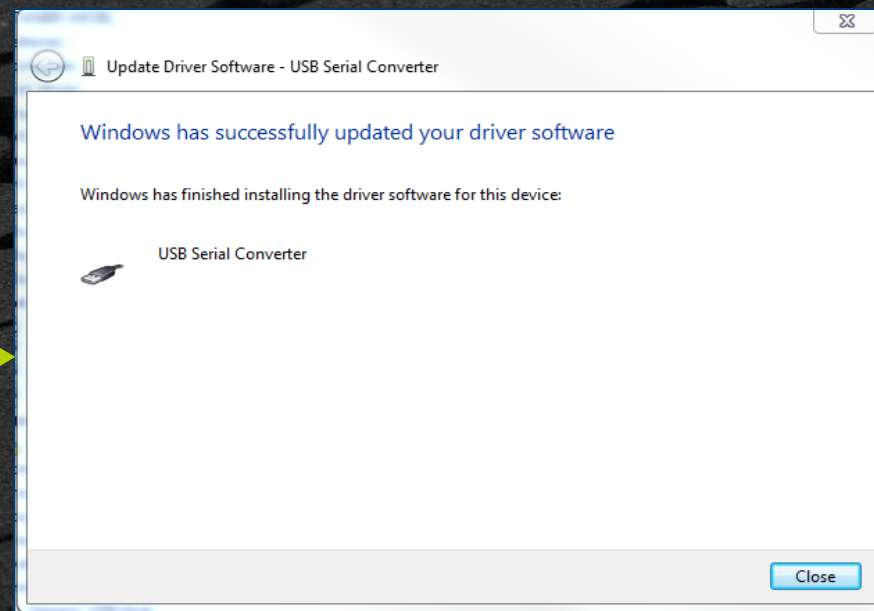 Update Driver Software - USB Serial Converter
Windows has successfully updated your driver software
Windows has finished installing the driver software for this device:
USB Serial Converter
Close